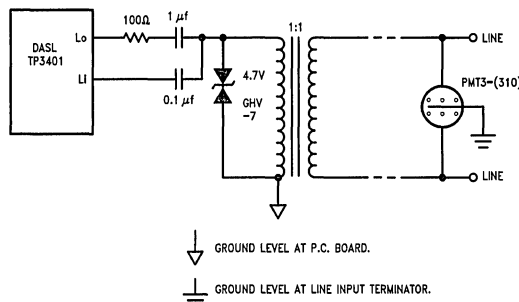 DASL
TP3401
Lo
Li
100Ω
1 μf
0.1 μf
4.7V
GHV
-7
1:1
LINE
PMT3-(310)
LINE
GROUND LEVEL AT P.C. BOARD.
GROUND LEVEL AT LINE INPUT TERMINATOR.